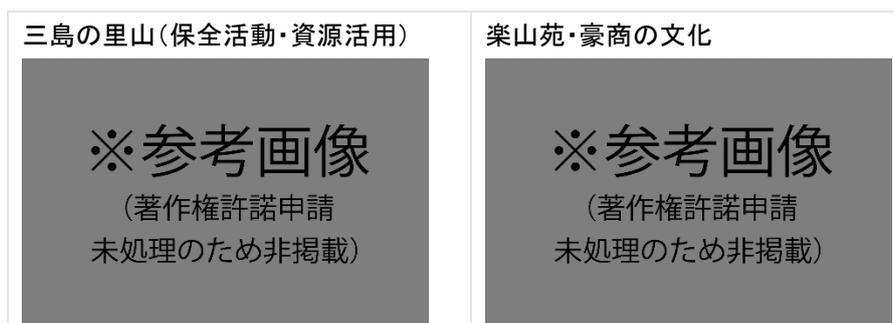 三島の里山（保全活動・資源活用）
※参考画像
（著作権許諾申請
未処理のため非掲載）
楽山苑・豪商の文化
※参考画像
（著作権許諾申請
未処理のため非掲載）